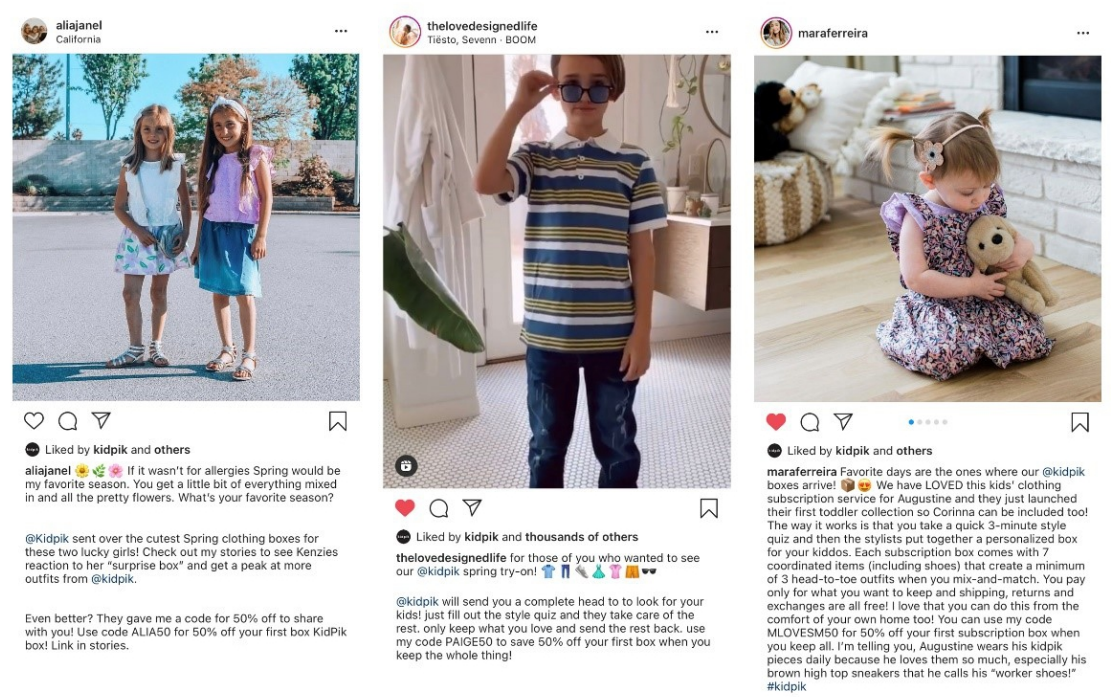 aliajanel
California
Liked by kidpik and others
aliajanel 🌼🌿🌸 If it wasn't for allergies Spring would be
my favorite season. You get a little bit of everything mixed
in and all the pretty flowers. What's your favorite season?
@Kidpik sent over the cutest Spring clothing boxes for
these two lucky girls! Check out my stories to see Kenzies
reaction to her “surprise box” and get a peak at more
outfits from @kidpik.
Even better? They gave me a code for 50% off to share
with you! Use code ALIA50 for 50% off your first box KidPik
box! Link in stories.
thelovedesignedlife
Tiësto, Sevenn · BOOM
Liked by kidpik and thousands of others
thelovedesignedlife for those of you who wanted to see
our @kidpik spring try-on! 👕👖👟👗👚🩳🕶️
@kidpik will send you a complete head to to look for your
kids! just fill out the style quiz and they take care of the
rest. only keep what you love and send the rest back. use
my code PAIGE50 to save 50% off your first box when you
keep the whole thing!
maraferreira
Liked by kidpik and others
maraferreira Favorite days are the ones where our @kidpik
boxes arrive! 📦😍 We have LOVED this kids' clothing
subscription service for Augustine and they just launched
their first toddler collection so Corinna can be included too!
The way it works is that you take a quick 3-minute style
quiz and then the stylists put together a personalized box
for your kiddos. Each subscription box comes with 7
coordinated items (including shoes) that create a minimum
of 3 head-to-toe outfits when you mix-and-match. You pay
only for what you want to keep and shipping, returns and
exchanges are all free! I love that you can do this from the
comfort of your own home too! You can use my code
MLOVESM50 for 50% off your first subscription box when
you keep all. I'm telling you, Augustine wears his kidpik
pieces daily because he loves them so much, especially his
brown high top sneakers that he calls his “worker shoes!”
#kidpik